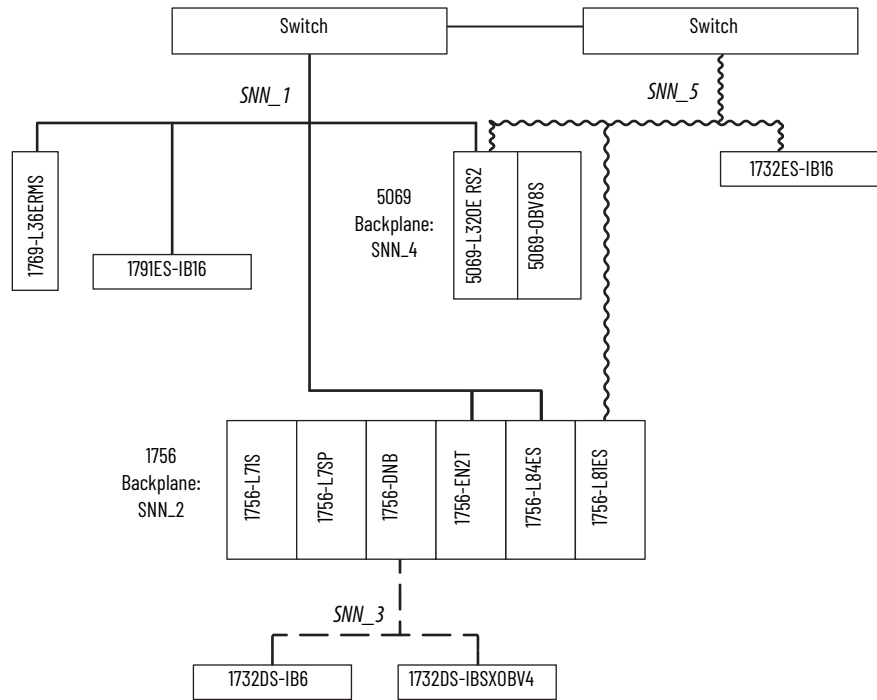 Switch
Switch
SNN_1
SNN_5
1769-L36ERMS
1791ES-IB16
5069
Backplane:
SNN_4
5069-L320E RS2
5069-OBV8S
1732ES-IB16
1756
Backplane:
SNN_2
1756-L7IS
1756-L7SP
1756-DNB
1756-EN2T
1756-L84ES
1756-L81ES
SNN_3
1732DS-IB6
1732DS-IBSXOBV4